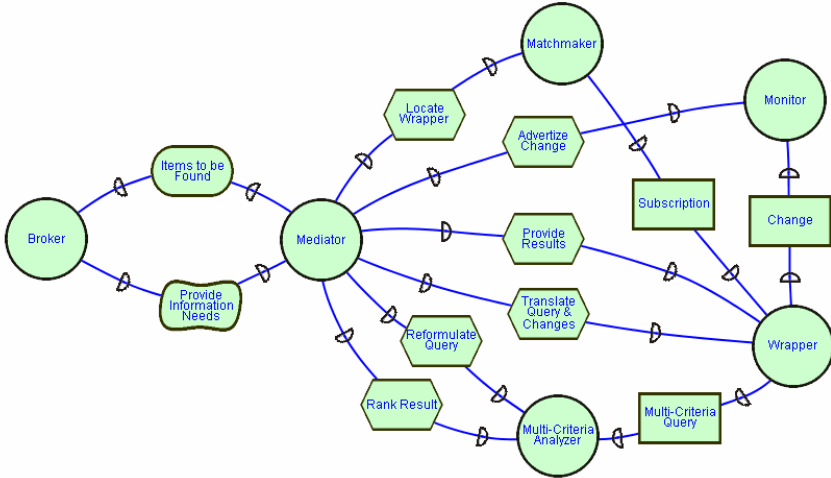 Matchmaker
Monitor
Locate
Wrapper
Advertize
Change
Items to be
Found
Subscription
Change
Broker
Mediator
Provide
Results
Provide
Information
Needs
Translate
Query &
Changes
Reformulate
Query
Wrapper
Rank Result
Multi-Criteria
Analyzer
Multi-Criteria
Query